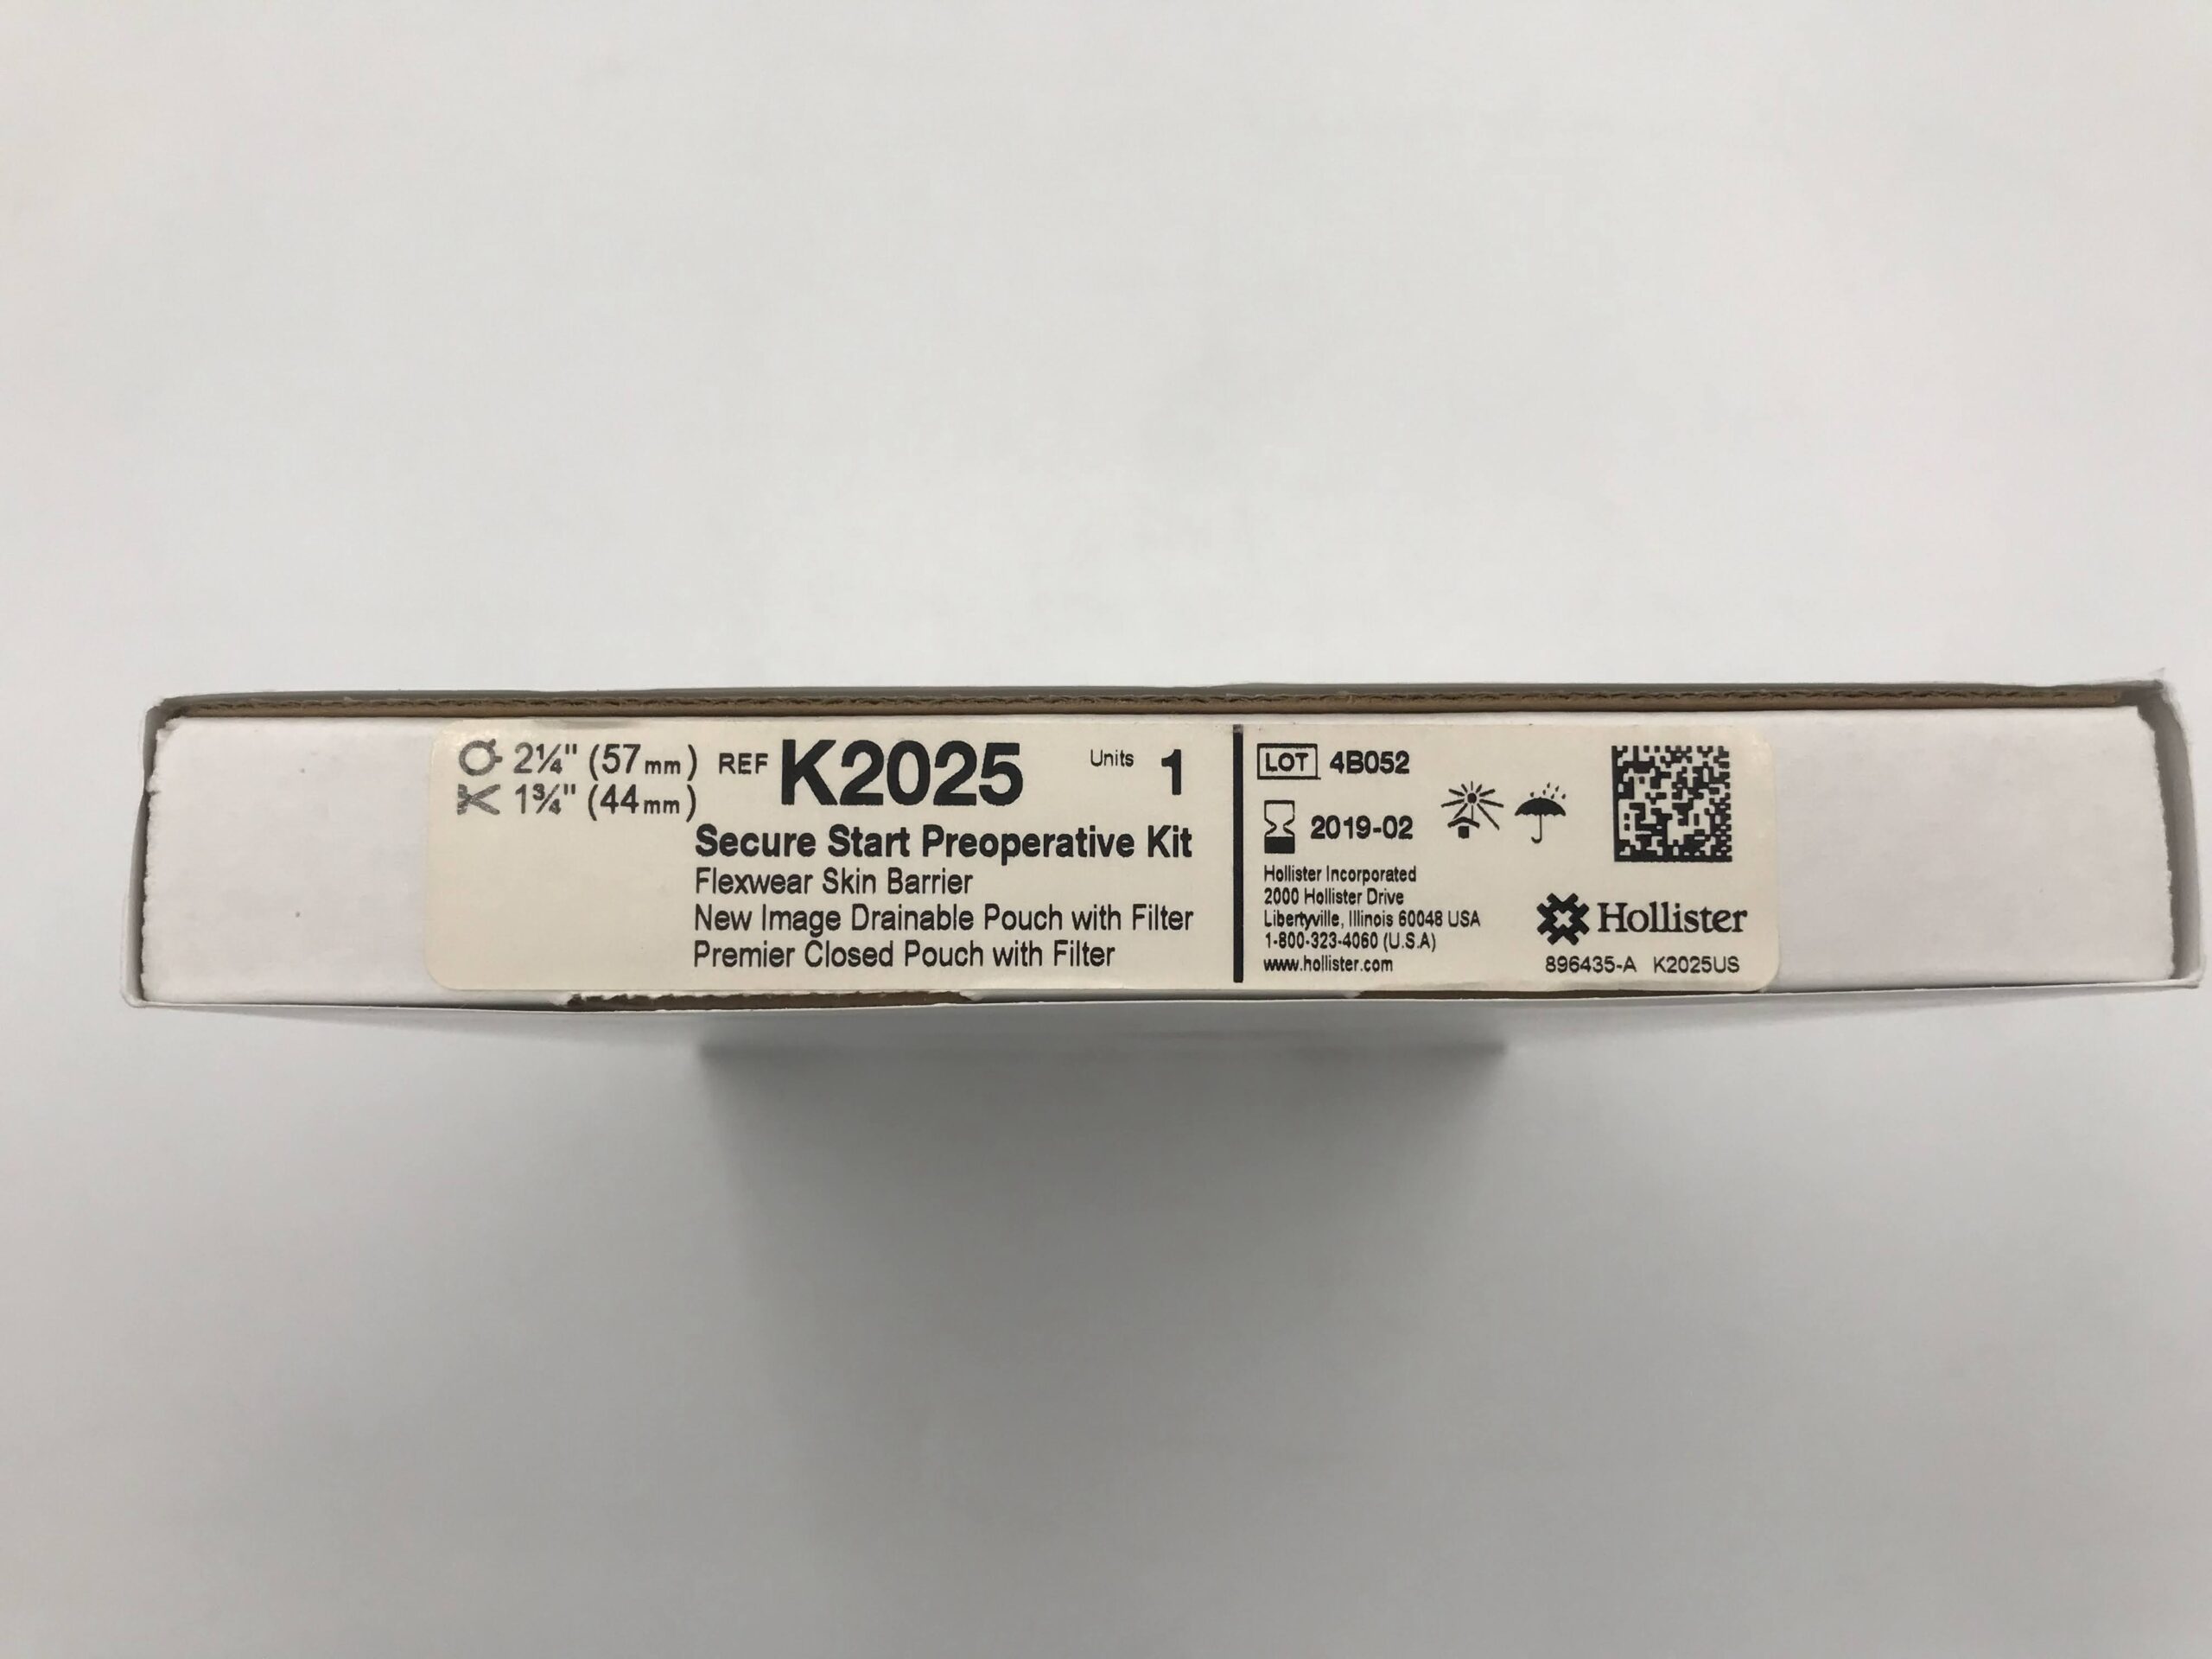 2¼" (57mm) REF K2025 Units 1
1¾" (44mm)
Secure Start Preoperative Kit
Flexwear Skin Barrier
New Image Drainable Pouch with Filter
Premier Closed Pouch with Filter
LOT 4B052
2019-02
Hollister Incorporated
2000 Hollister Drive
Libertyville, Illinois 60048 USA
1-800-323-4060 (U.S.A)
www.hollister.com
Hollister
896435-A K2025US